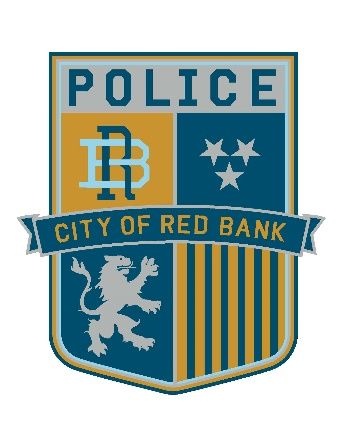 POLICE
RB
CITY OF RED BANK